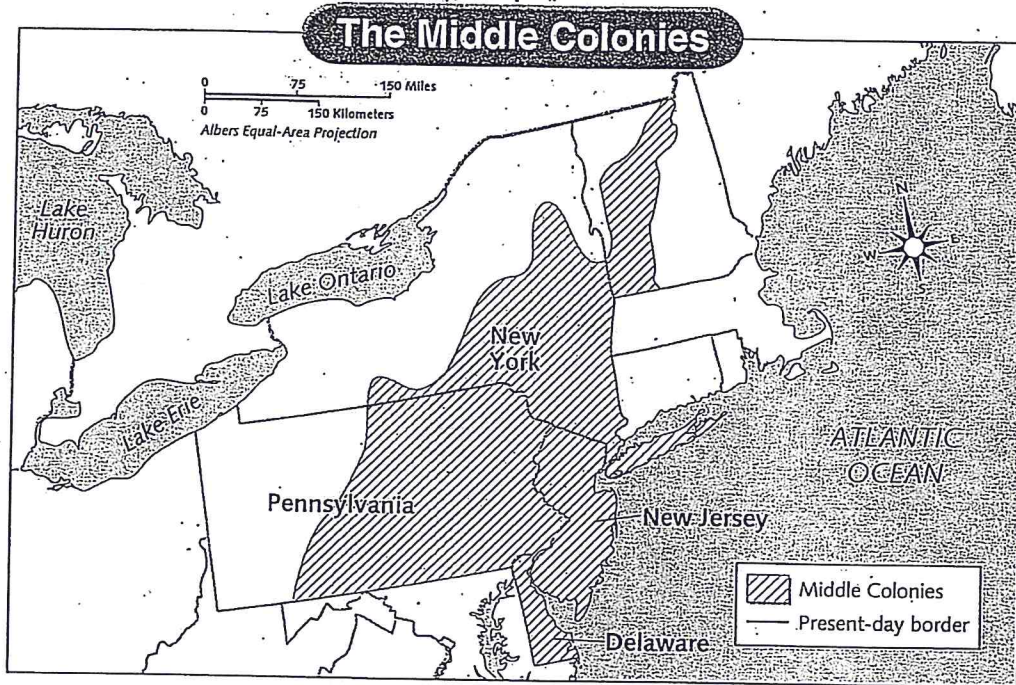 The Middle Colonies
0 75 150 Miles
0 75 150 Kilometers
Albers Equal-Area Projection
Lake
Huron
Lake Ontario
Lake Erie
New
York
Pennsylvania
New Jersey
Delaware
ATLANTIC
OCEAN
N
W E
S
Middle Colonies
Present-day border